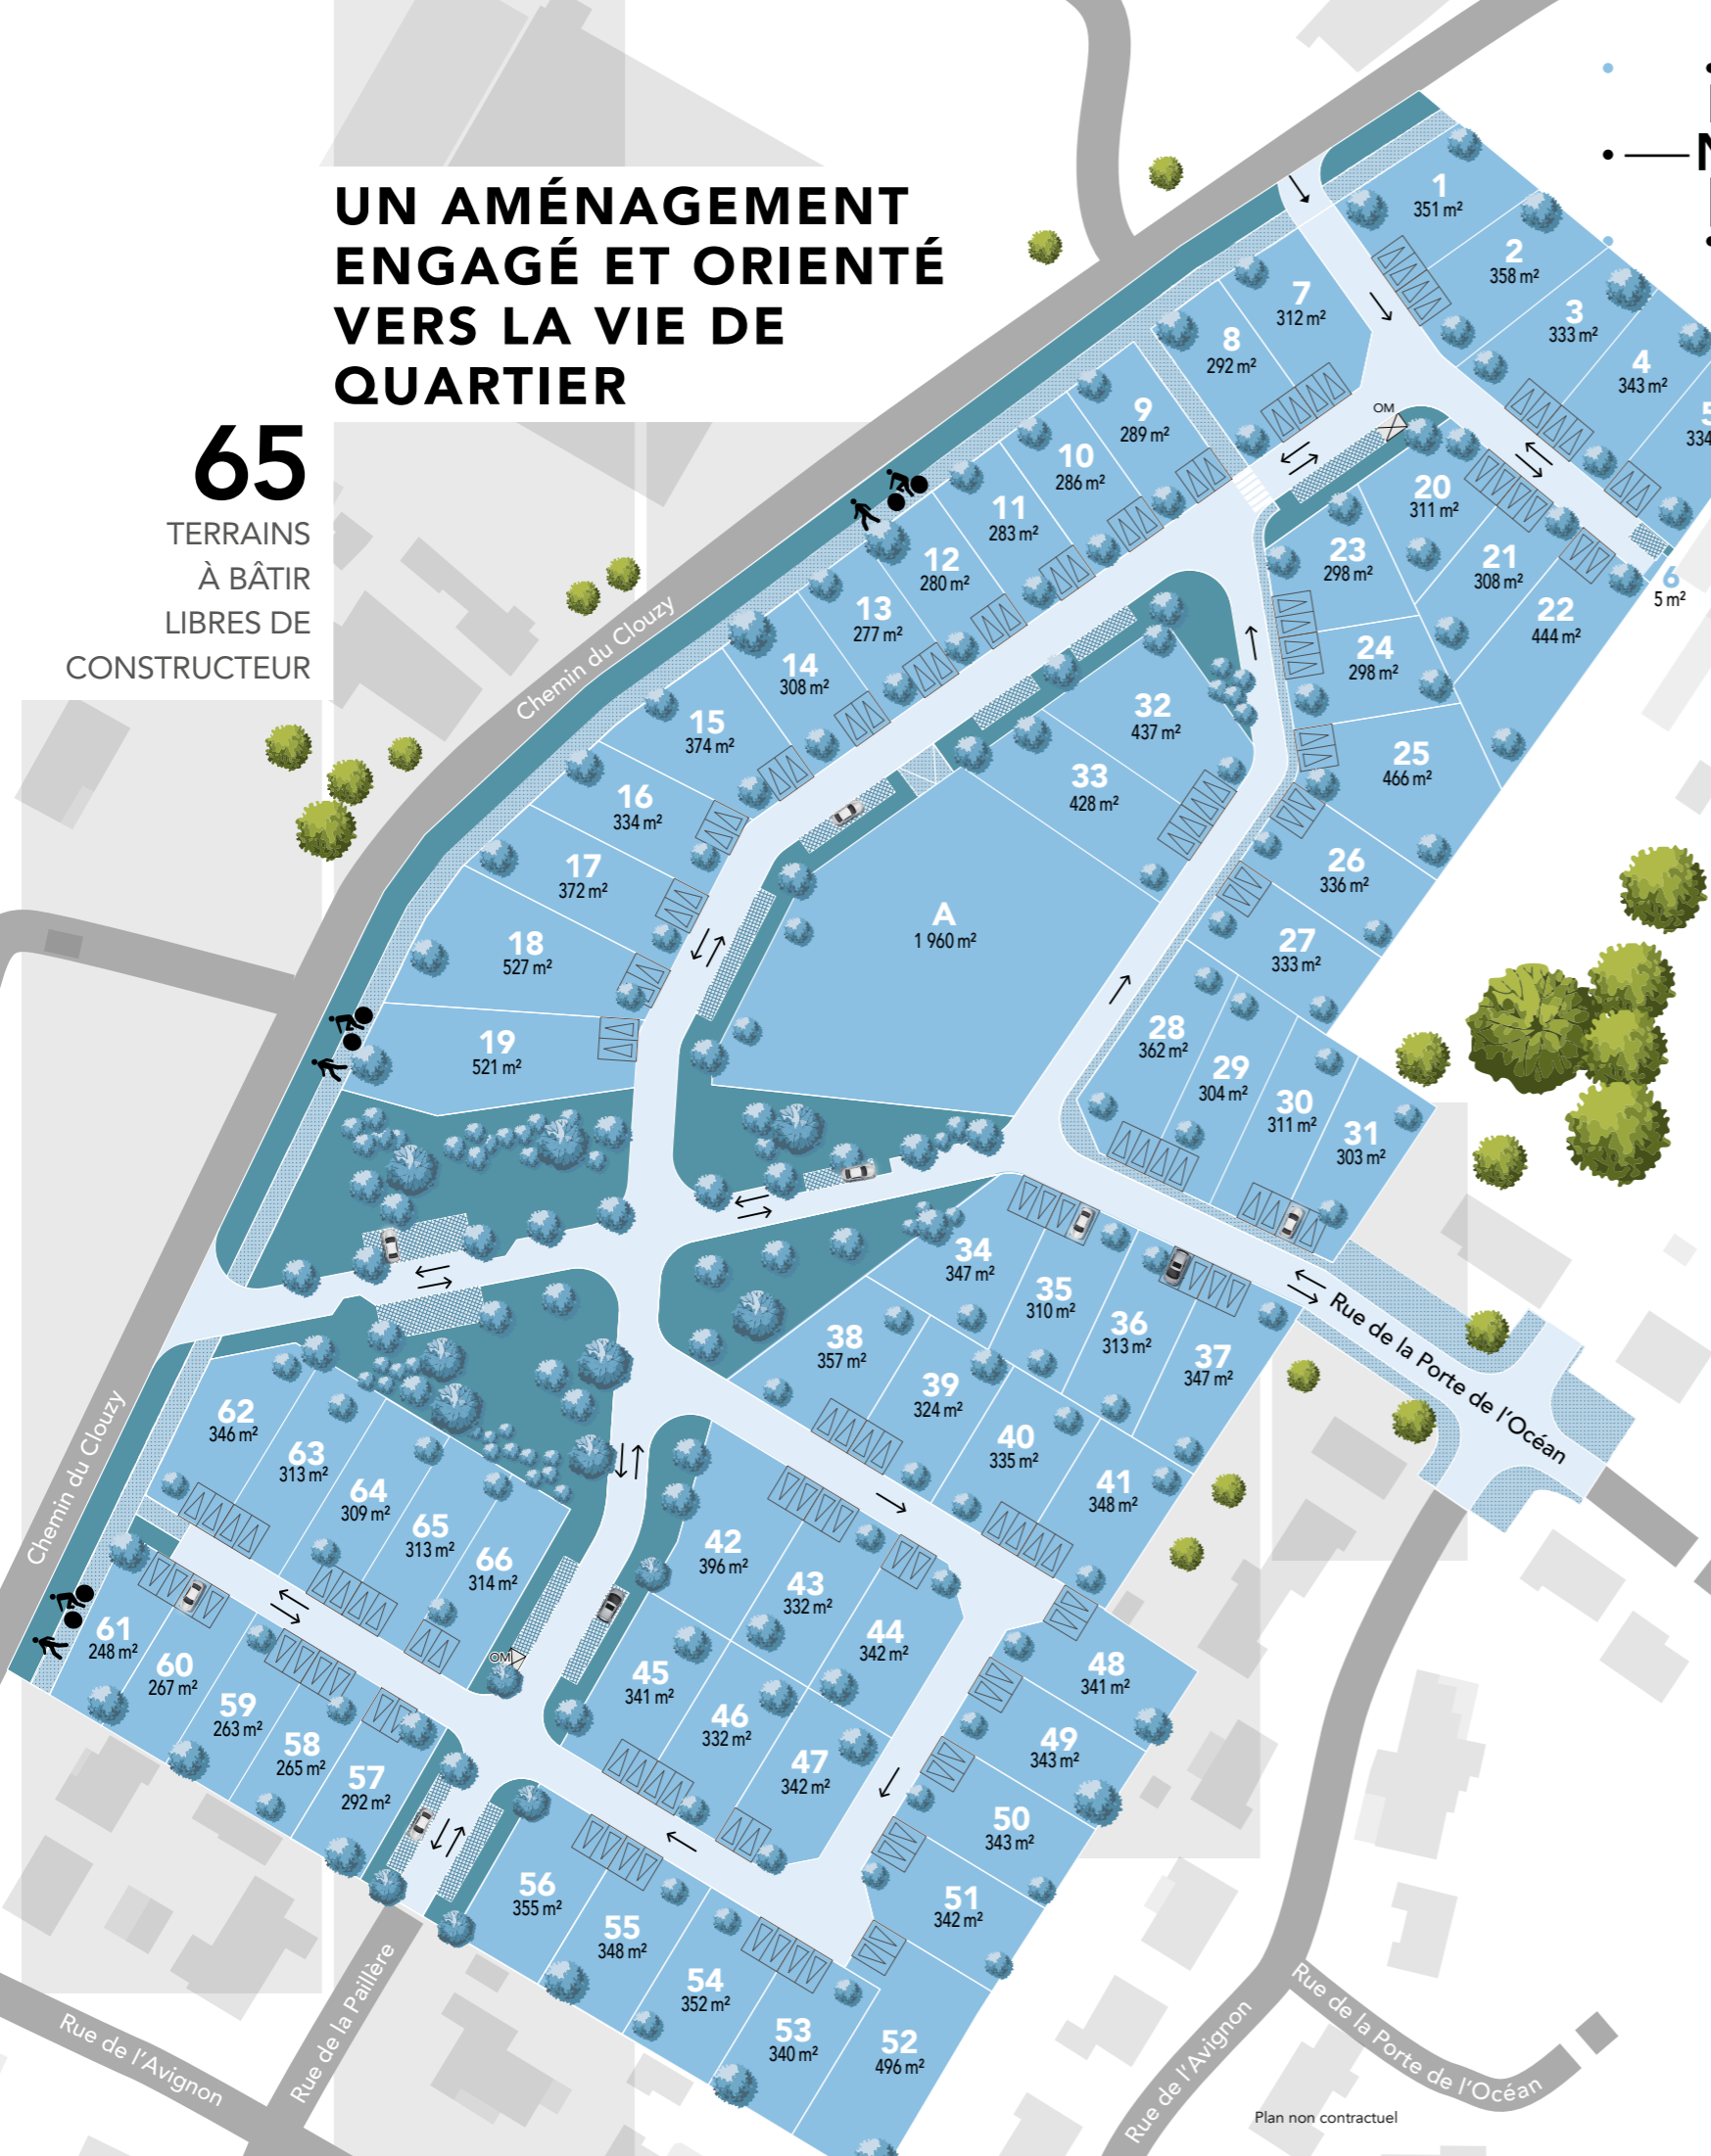 UN AMÉNAGEMENT
ENGAGÉ ET ORIENTÉ
VERS LA VIE DE
QUARTIER
65
TERRAINS
À BÂTIR
LIBRES DE
CONSTRUCTEUR
1
351 m²
2
358 m²
3
333 m²
4
343 m²
5
334
6
5 m²
7
312 m²
8
292 m²
9
289 m²
10
286 m²
11
283 m²
12
280 m²
13
277 m²
14
308 m²
15
374 m²
16
334 m²
17
372 m²
18
527 m²
19
521 m²
OM
20
311 m²
21
308 m²
22
444 m²
23
298 m²
24
298 m²
25
466 m²
26
336 m²
27
333 m²
28
362 m²
29
304 m²
30
311 m²
31
303 m²
32
437 m²
33
428 m²
A
1 960 m²
34
347 m²
35
310 m²
36
313 m²
37
347 m²
38
357 m²
39
324 m²
40
335 m²
41
348 m²
42
396 m²
43
332 m²
44
342 m²
45
341 m²
46
332 m²
47
342 m²
48
341 m²
49
343 m²
50
343 m²
51
342 m²
52
496 m²
53
340 m²
54
352 m²
55
348 m²
56
355 m²
57
292 m²
58
265 m²
59
263 m²
60
267 m²
61
248 m²
62
346 m²
63
313 m²
64
309 m²
65
313 m²
66
314 m²
OM
Chemin du Clouzy
Chemin du Clouzy
Rue de la Porte de l'Océan
Rue de l'Avignon
Rue de la Paillère
Rue de l'Avignon
Rue de la Porte de l'Océan
Plan non contractuel